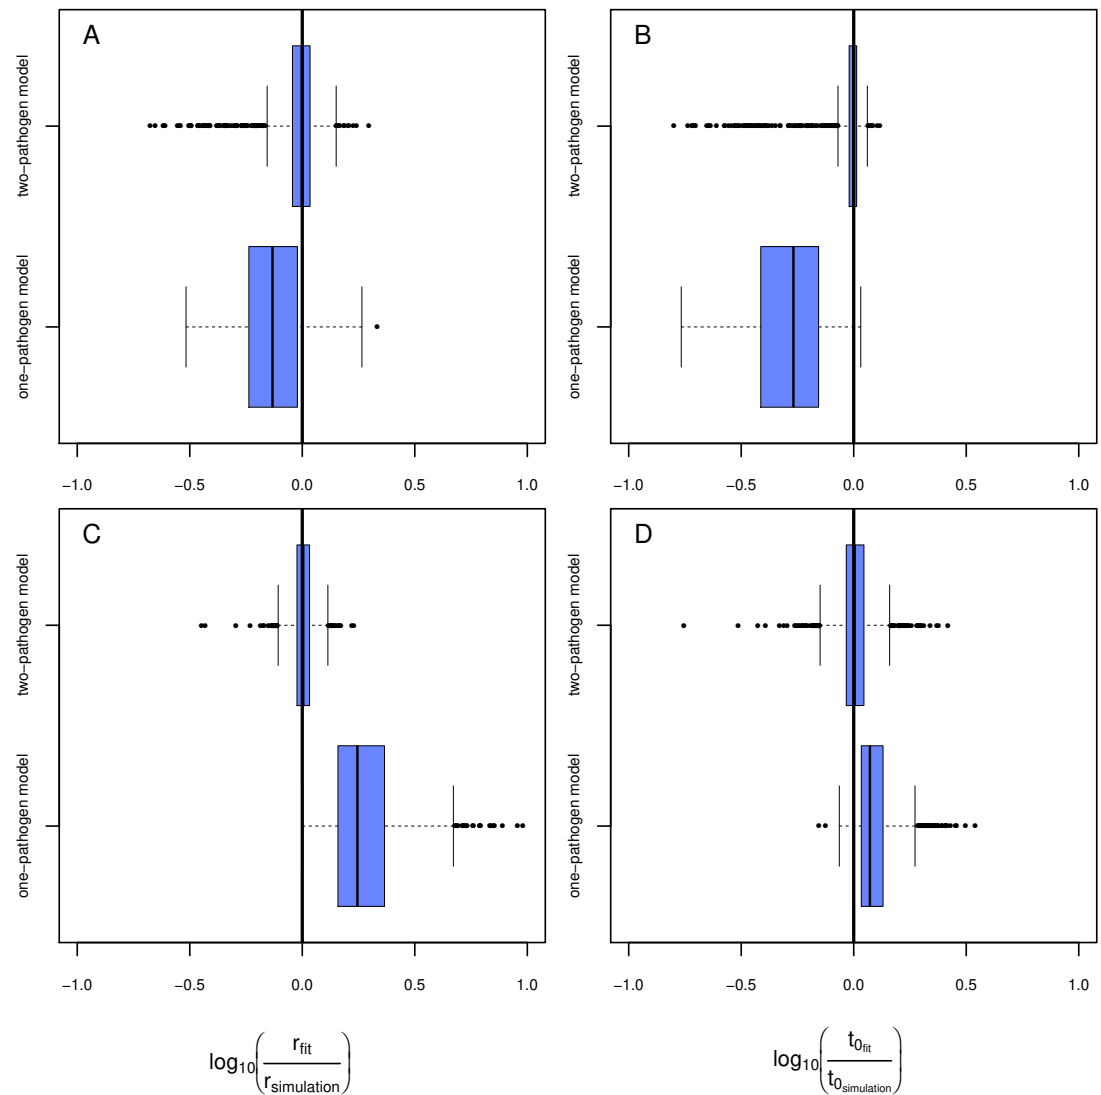 A
two−pathogen model
one−pathogen model
−1.0 −0.5 0.0 0.5 1.0
B
two−pathogen model
one−pathogen model
−1.0 −0.5 0.0 0.5 1.0
C
two−pathogen model
one−pathogen model
−1.0 −0.5 0.0 0.5 1.0
D
two−pathogen model
one−pathogen model
−1.0 −0.5 0.0 0.5 1.0
log10(rfit / rsimulation)
log10(t0fit / t0simulation)